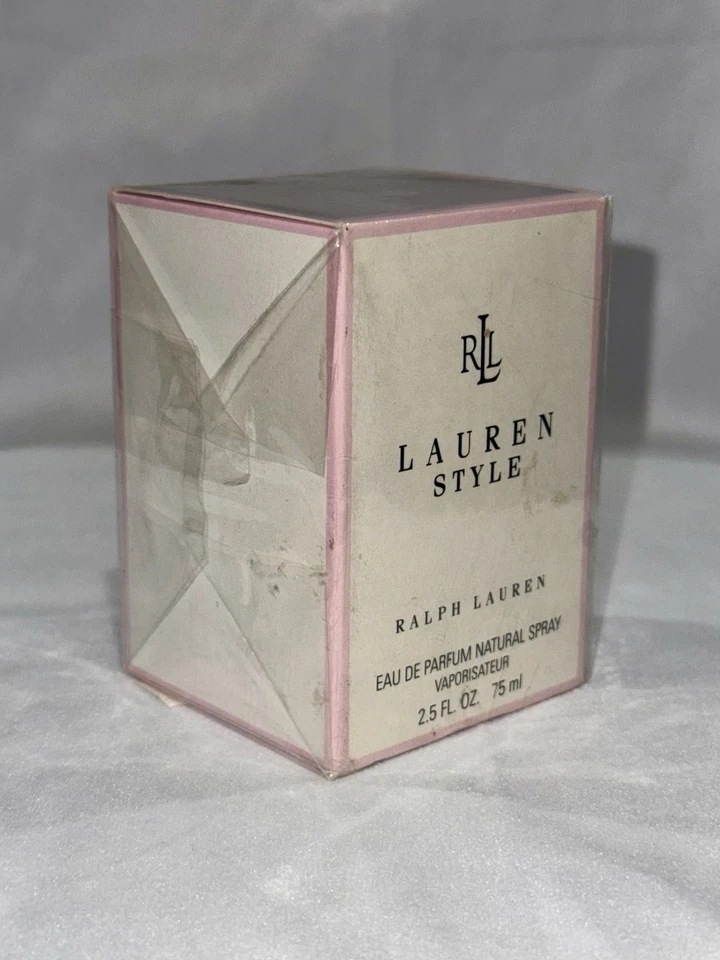 RLL
LAUREN
STYLE
RALPH LAUREN
EAU DE PARFUM NATURAL SPRAY
VAPORISATEUR
2.5 FL. OZ. 75 ml